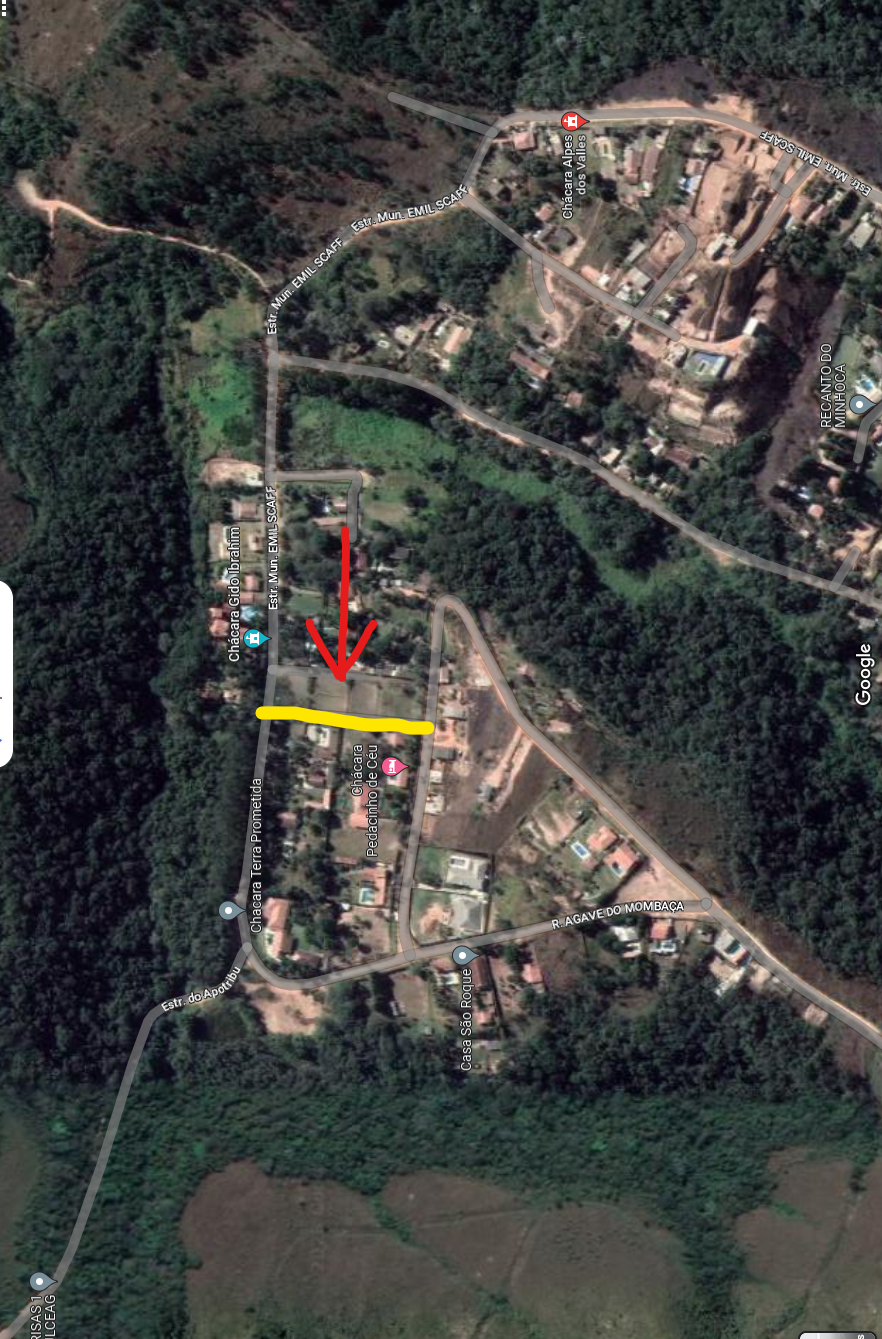 Estr. Mun. EMIL SCAFF
Chácara Alpes
dos Valles
Estr. Mun. EMIL SCAFF
Estr. Mun. EMIL SCAFF
RECANTO DO
MINHOCA
Estr. Mun. EMIL SCAFF
Chácara Gido Ibrahim
Google
Chácara
Pedacinho de Céu
Chacara Terra Prometida
R. AGAVE DO MOMBAÇA
Estr. do Apotribu
Casa São Roque